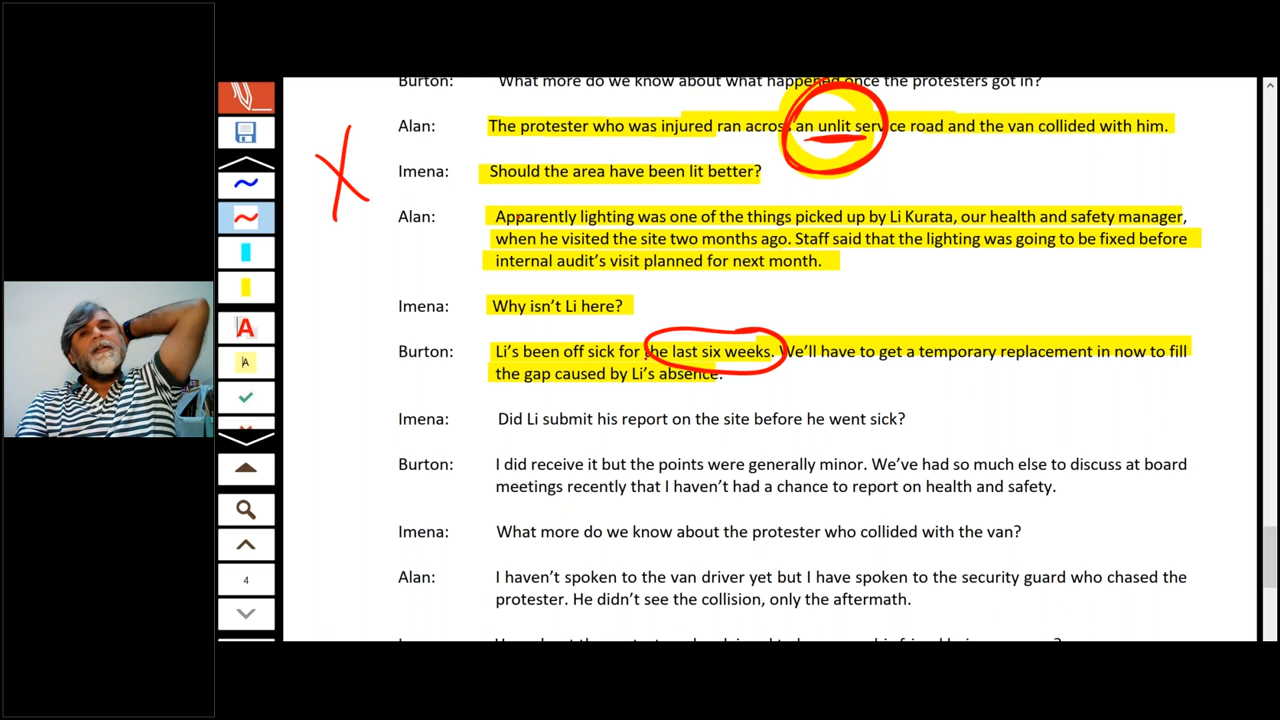 Burton: What more do we know about what happened once the protesters got in?
Alan: The protester who was injured ran across an unlit service road and the van collided with him.
Imena: Should the area have been lit better?
Alan: Apparently lighting was one of the things picked up by Li Kurata, our health and safety manager,
when he visited the site two months ago. Staff said that the lighting was going to be fixed before
internal audit's visit planned for next month.
Imena: Why isn't Li here?
Burton: Li's been off sick for the last six weeks. We'll have to get a temporary replacement in now to fill
the gap caused by Li's absence.
Imena: Did Li submit his report on the site before he went sick?
Burton: I did receive it but the points were generally minor. We've had so much else to discuss at board
meetings recently that I haven't had a chance to report on health and safety.
Imena: What more do we know about the protester who collided with the van?
Alan: I haven't spoken to the van driver yet but I have spoken to the security guard who chased the
protester. He didn't see the collision, only the aftermath.
A
A
4